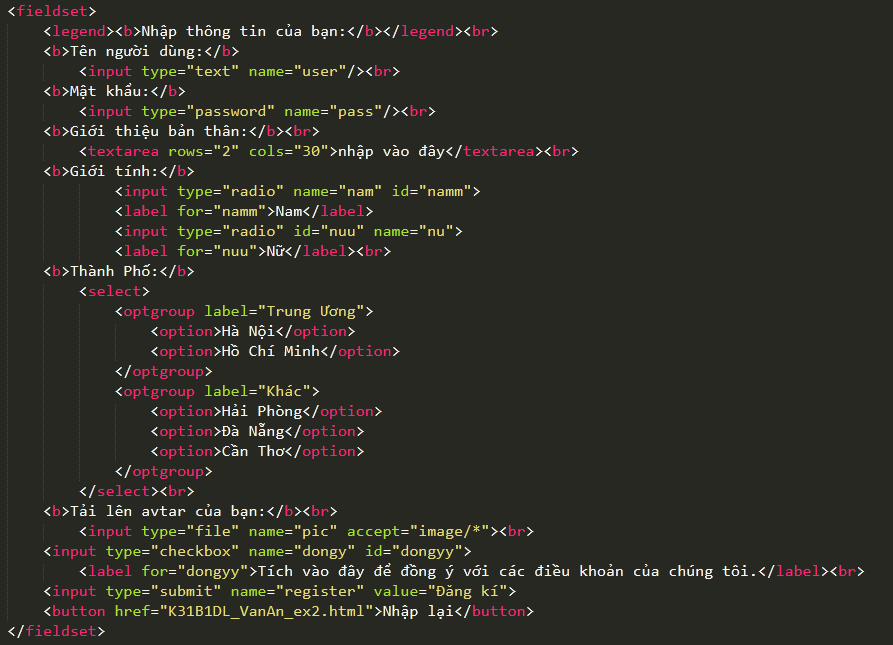 <fieldset>
<legend><b>Nhập thông tin của bạn:</b></legend><br>
<b>Tên người dùng:</b>
<input type="text" name="user"/><br>
<b>Mật khẩu:</b>
<input type="password" name="pass"/><br>
<b>Giới thiệu bản thân:</b><br>
<textarea rows="2" cols="30">nhập vào đây</textarea><br>
<b>Giới tính:</b>
<input type="radio" name="nam" id="namm">
<label for="namm">Nam</label>
<input type="radio" id="nuu" name="nu">
<label for="nuu">Nữ</label><br>
<b>Thành Phố:</b>
<select>
<optgroup label="Trung Ương">
<option>Hà Nội</option>
<option>Hồ Chí Minh</option>
</optgroup>
<optgroup label="Khác">
<option>Hải Phòng</option>
<option>Đà Nẵng</option>
<option>Cần Thơ</option>
</optgroup>
</select><br>
<b>Tải lên avtar của bạn:</b><br>
<input type="file" name="pic" accept="image/*"><br>
<input type="checkbox" name="dongy" id="dongyy">
<label for="dongyy">Tích vào đây để đồng ý với các điều khoản của chúng tôi.</label><br>
<input type="submit" name="register" value="Đăng kí">
<button href="K31B1DL_VanAn_ex2.html">Nhập lại</button>
</fieldset>